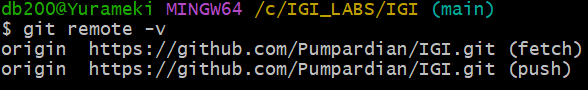 db200@Yurameki MINGW64 /c/IGI_LABS/IGI (main)
$ git remote -v
origin  https://github.com/Pumpardian/IGI.git (fetch)
origin  https://github.com/Pumpardian/IGI.git (push)